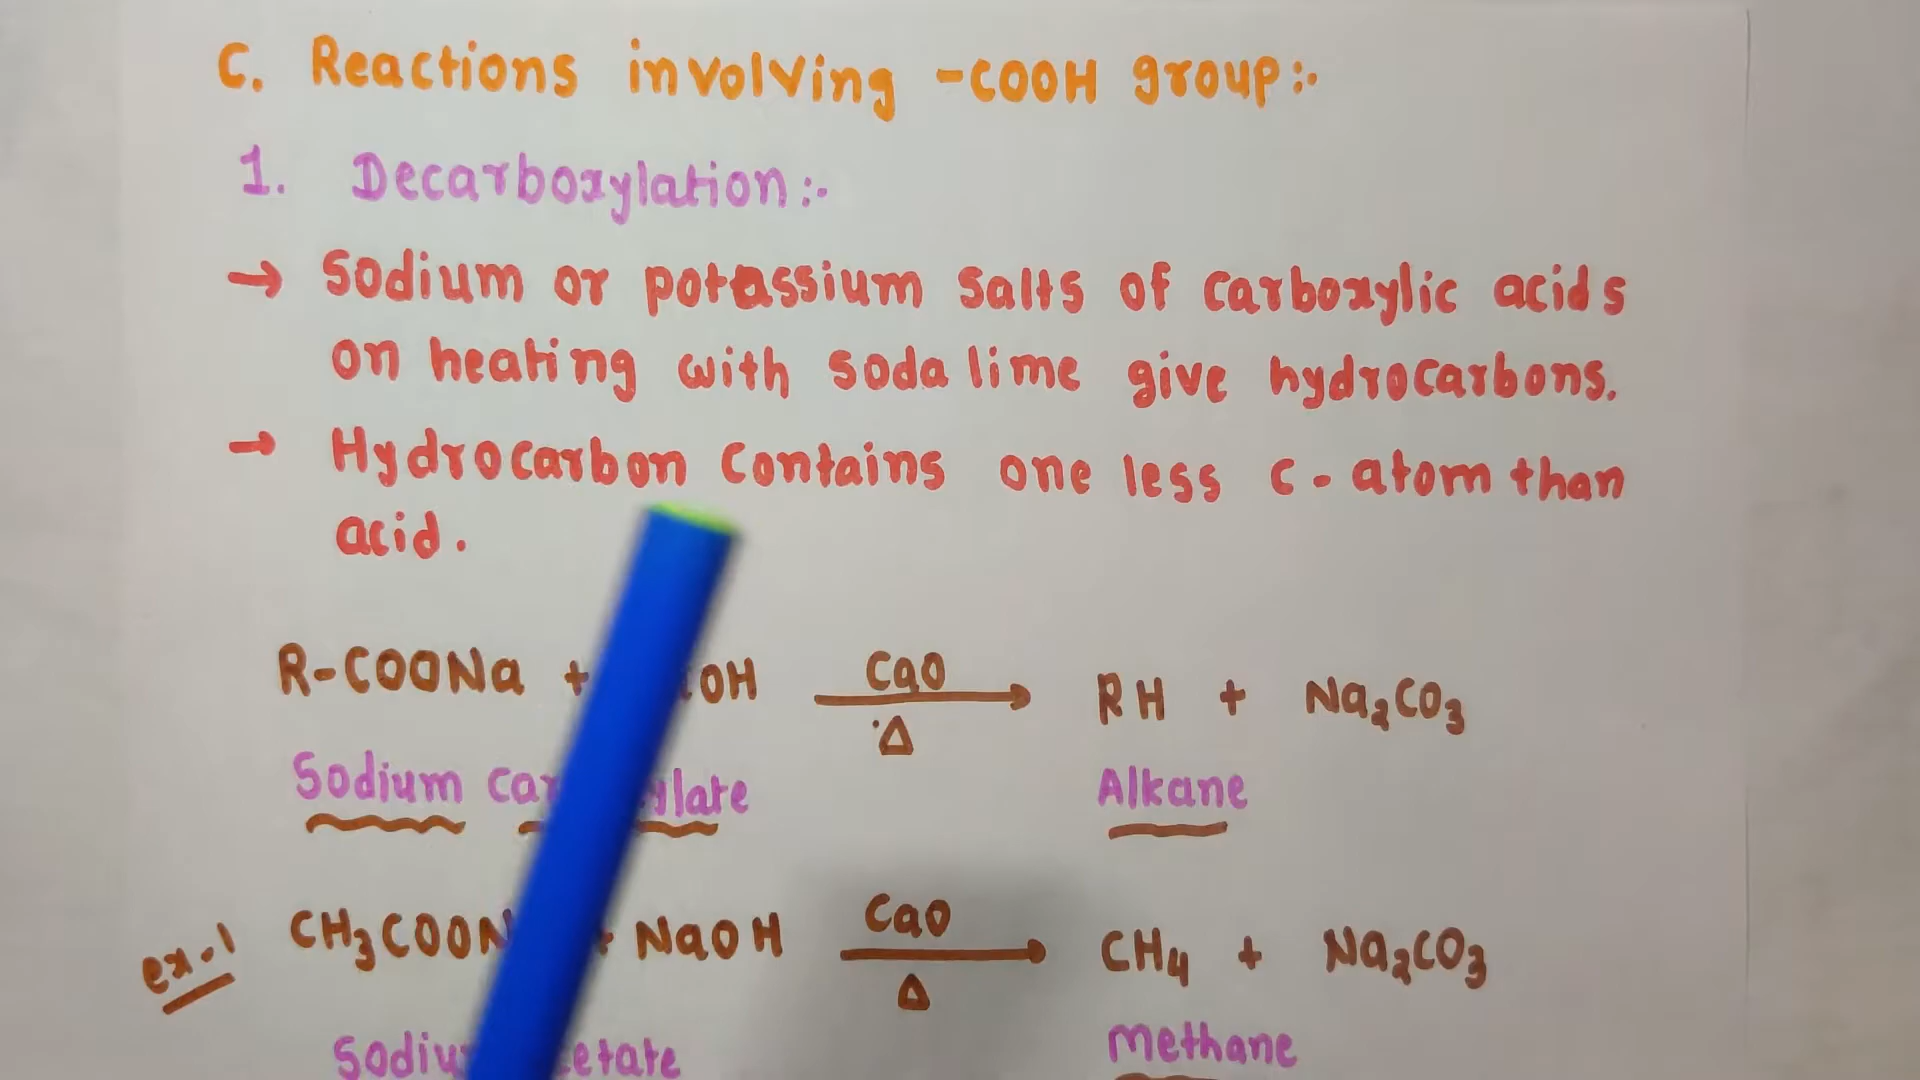 C. Reactions involving -COOH group:-
1. Decarboxylation:-
→ Sodium or potassium salts of carboxylic acids
on heating with soda lime give hydrocarbons.
→ Hydrocarbon contains one less c-atom than
acid.
R-COONa + OH CaO Δ RH + Na₂CO₃
Sodium Alkane
ex-1 CH₃COON + NaOH CaO Δ CH₄ + Na₂CO₃
Methane